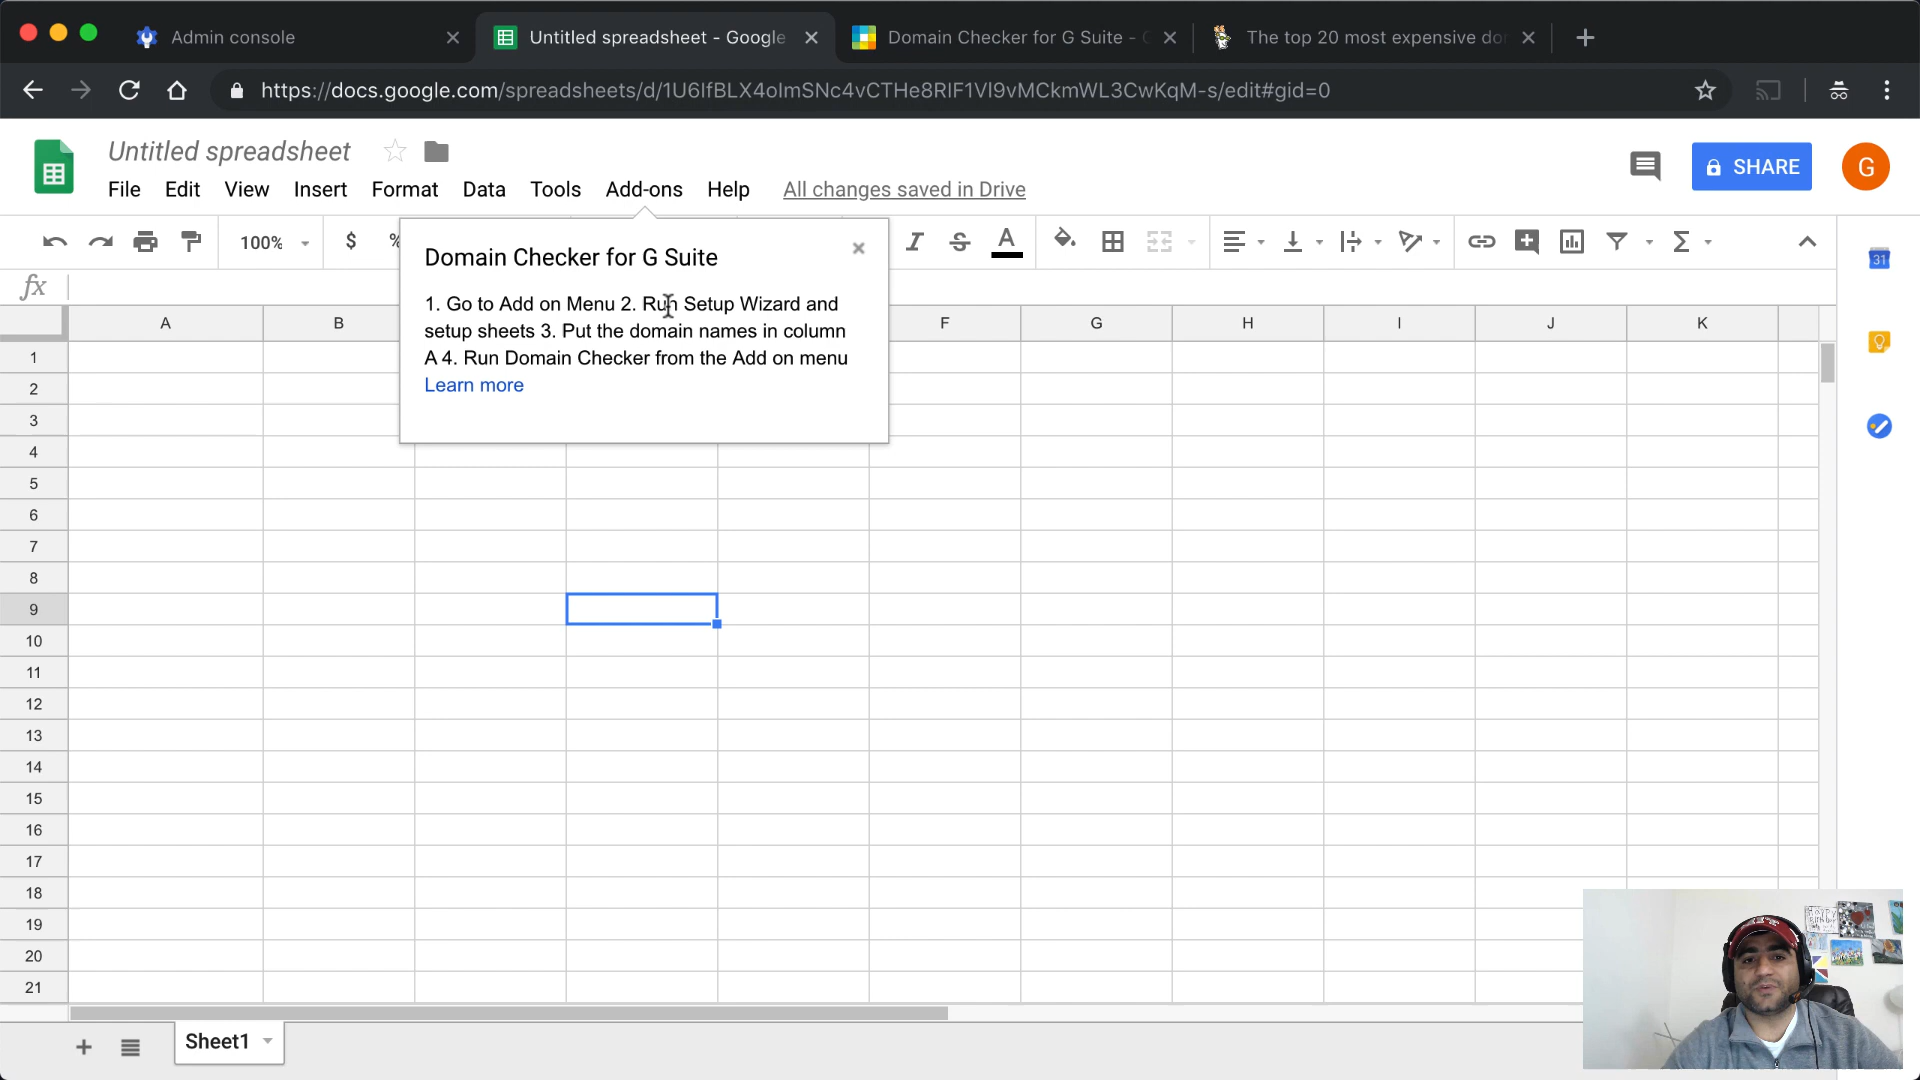 Admin console
Untitled spreadsheet - Google
Domain Checker for G Suite -
The top 20 most expensive
https://docs.google.com/spreadsheets/d/1U6IfBLX4oImSNc4vCTHe8RIF1VI9vMCkmWL3CwKqM-s/edit#gid=0
Untitled spreadsheet
File Edit View Insert Format Data Tools Add-ons Help All changes saved in Drive
SHARE
G
100% $ %
A
Σ
31
fx
Domain Checker for G Suite
1. Go to Add on Menu 2. Run Setup Wizard and
setup sheets 3. Put the domain names in column
A 4. Run Domain Checker from the Add on menu
Learn more
A B F G H I J K
1
2
3
4
5
6
7
8
9
10
11
12
13
14
15
16
17
18
19
20
21
Sheet1